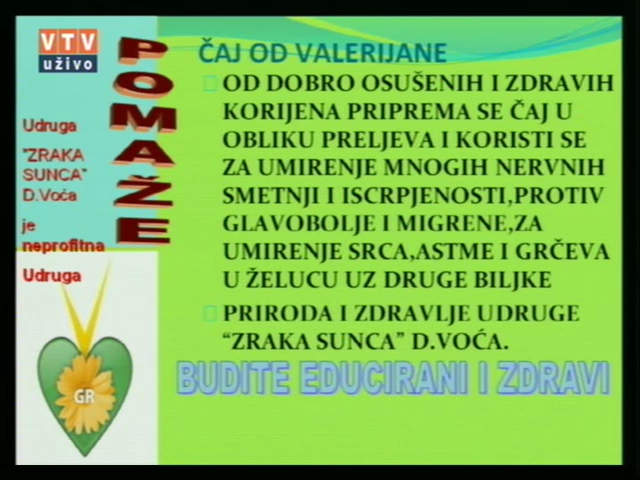 VTV
uživo
POMAŽE
Udruga
"ZRAKA
SUNCA"
D.Voća
je
neprofitna
Udruga
GR
ČAJ OD VALERIJANE
OD DOBRO OSUŠENIH I ZDRAVIH
KORIJENA PRIPREMA SE ČAJ U
OBLIKU PRELJEVA I KORISTI SE
ZA UMIRENJE MNOGIH NERVNIH
SMETNJI I ISCRPJENOSTI,PROTIV
GLAVOBOLJE I MIGRENE,ZA
UMIRENJE SRCA,ASTME I GRČEVA
U ŽELUCU UZ DRUGE BILJKE
PRIRODA I ZDRAVLJE UDRUGE
"ZRAKA SUNCA" D.VOĆA.
BUDITE EDUCIRANI I ZDRAVI